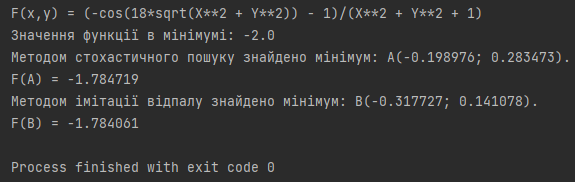 F(x,y) = (-cos(18*sqrt(X**2 + Y**2)) - 1)/(X**2 + Y**2 + 1)
Значення функції в мінімумі: -2.0
Методом стохастичного пошуку знайдено мінімум: A(-0.198976; 0.283473).
F(A) = -1.784719
Методом імітації відпалу знайдено мінімум: B(-0.317727; 0.141078).
F(B) = -1.784061
Process finished with exit code 0